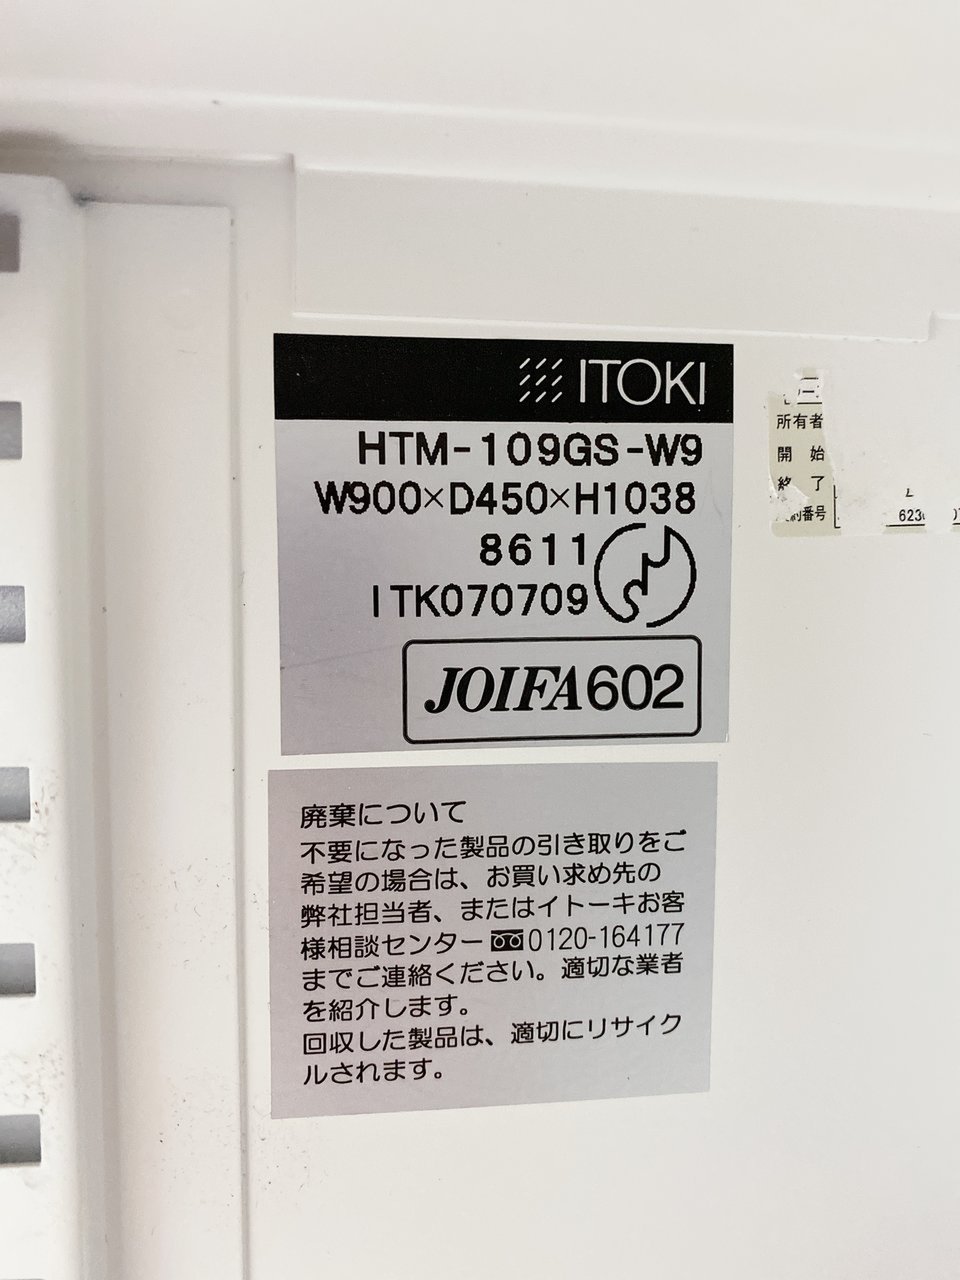 ITOKI
HTM-109GS-W9
W900×D450×H1038
8611
ITK070709
JOIFA602
廃棄について
不要になった製品の引き取りをご
希望の場合は、お買い求め先の
弊社担当者、またはイトーキお客
様相談センター 0120-164177
までご連絡ください。適切な業者
を紹介します。
回収した製品は、適切にリサイク
ルされます。
所有者
開 始
終 了
番号